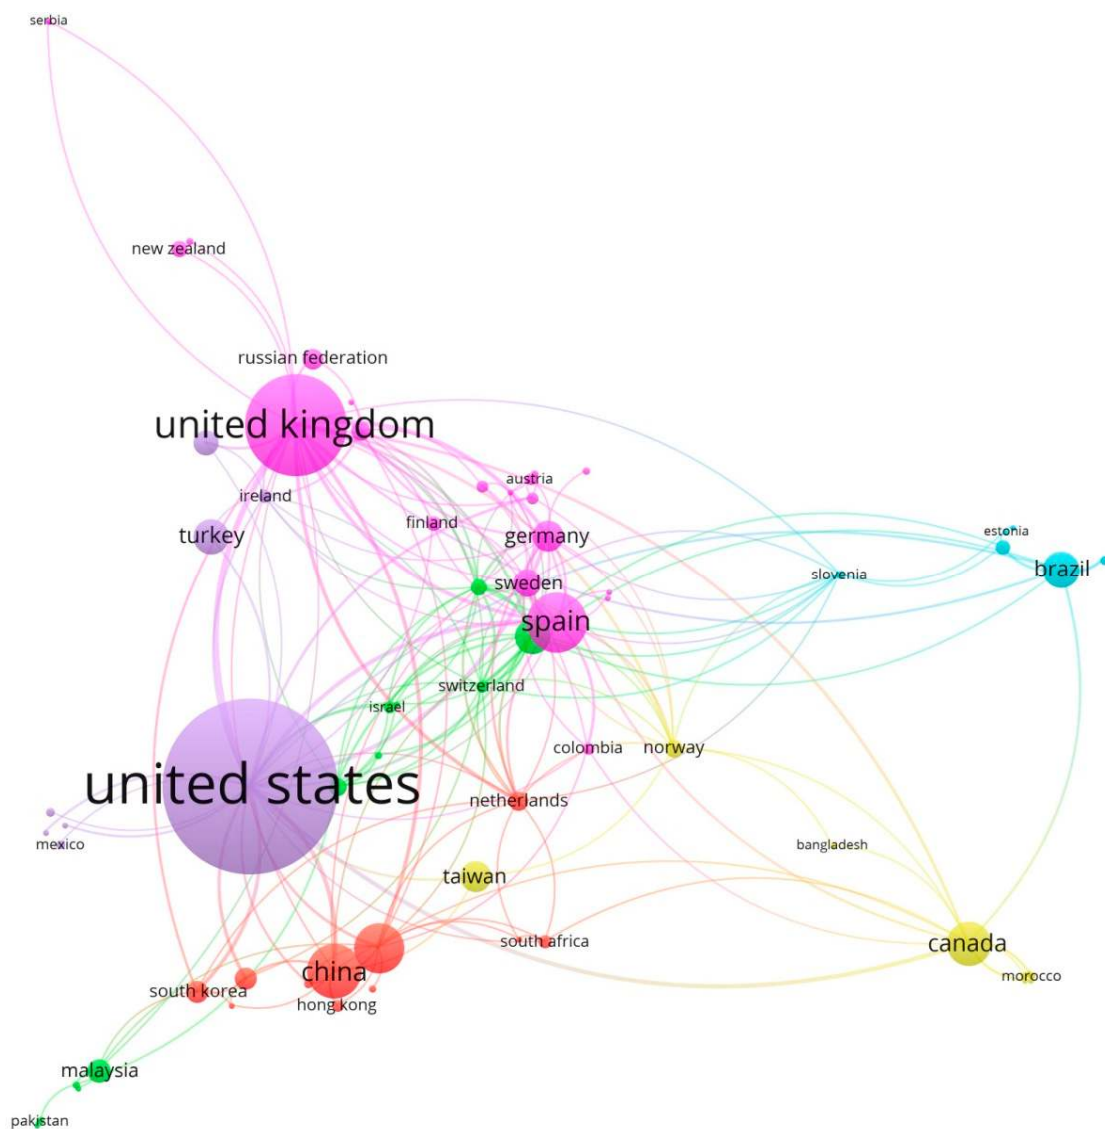 serbia
new zealand
russian federation
united kingdom
ireland
austria
turkey
finland
germany
estonia
sweden
slovenia
brazil
spain
switzerland
israel
colombia
norway
united states
netherlands
mexico
bangladesh
taiwan
south africa
canada
china
morocco
south korea
hong kong
malaysia
pakistan